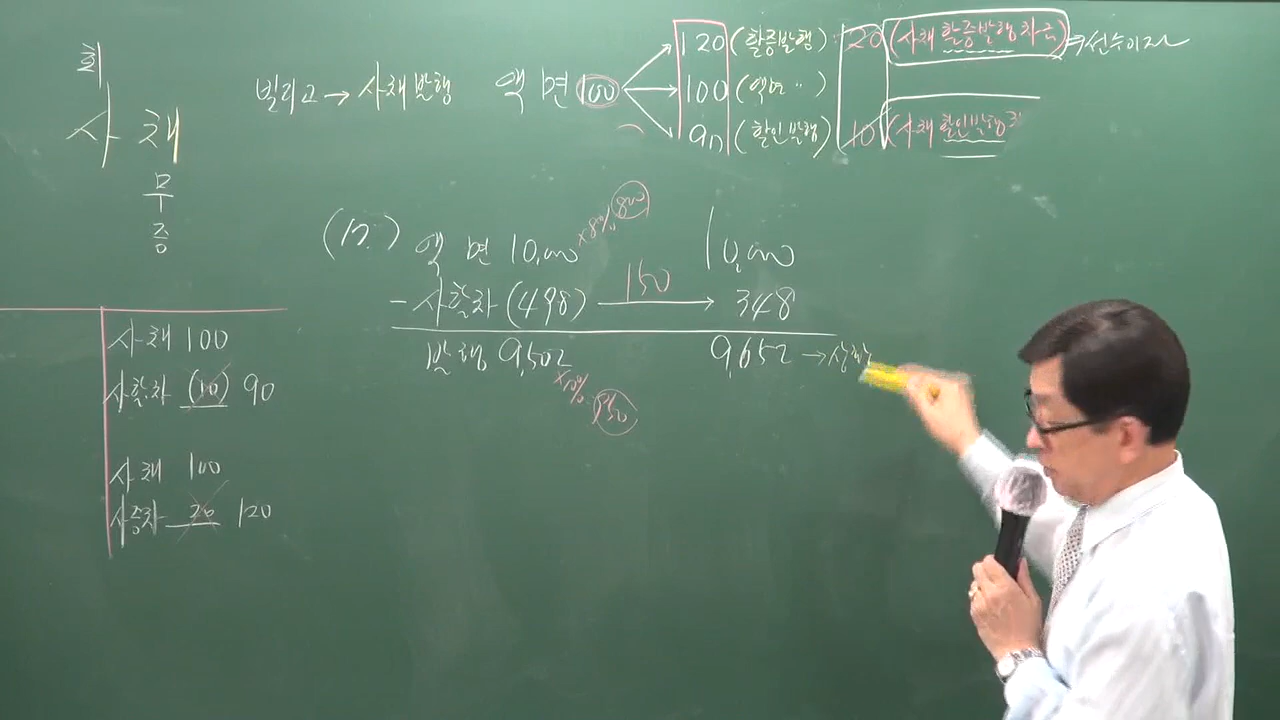 회
사채
무
증
빌리고 → 사채발행
액면 100
120 (할증발행) 20 (사채할증발행차금) 선수이자
100 (액면 〃)
90 (할인발행) 10 (사채할인발행차
액면 10,000 ×8% 800
10,000
- 사할차 (498) 150 → 348
발행 9,502 ×10% 950
9,652 →
사채 100
사할차 (10) 90
사채 100
사증차 20 120